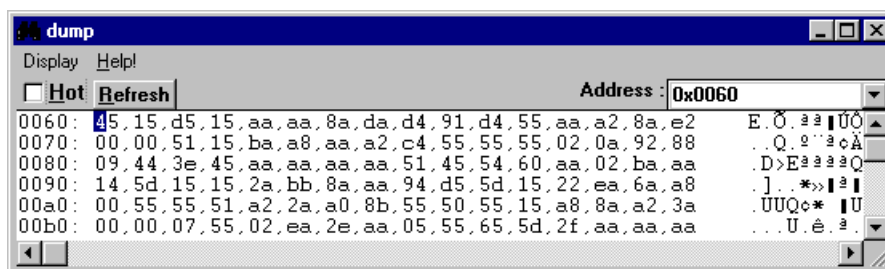 dump
Display Help!
Hot Refresh Address : 0x0060
0060: 45,15,d5,15,aa,aa,8a,da,d4,91,d4,55,aa,a2,8a,e2 E.Õ.ªª▮ÚÔ
0070: 00,00,51,15,ba,a8,aa,a2,c4,55,55,55,02,0a,92,88 ..Q.º¨ª¢Ä
0080: 09,44,3e,45,aa,aa,aa,aa,51,45,54,60,aa,02,ba,aa .D>EªªªªQ
0090: 14,5d,15,15,2a,bb,8a,aa,94,d5,5d,15,22,ea,6a,a8 .]..*»▮ª▮
00a0: 00,55,55,51,a2,2a,a0,8b,55,50,55,15,a8,8a,a2,3a .UUQ¢* ▮U
00b0: 00,00,07,55,02,ea,2e,aa,05,55,65,5d,2f,aa,aa,aa ...U.ê.ª.